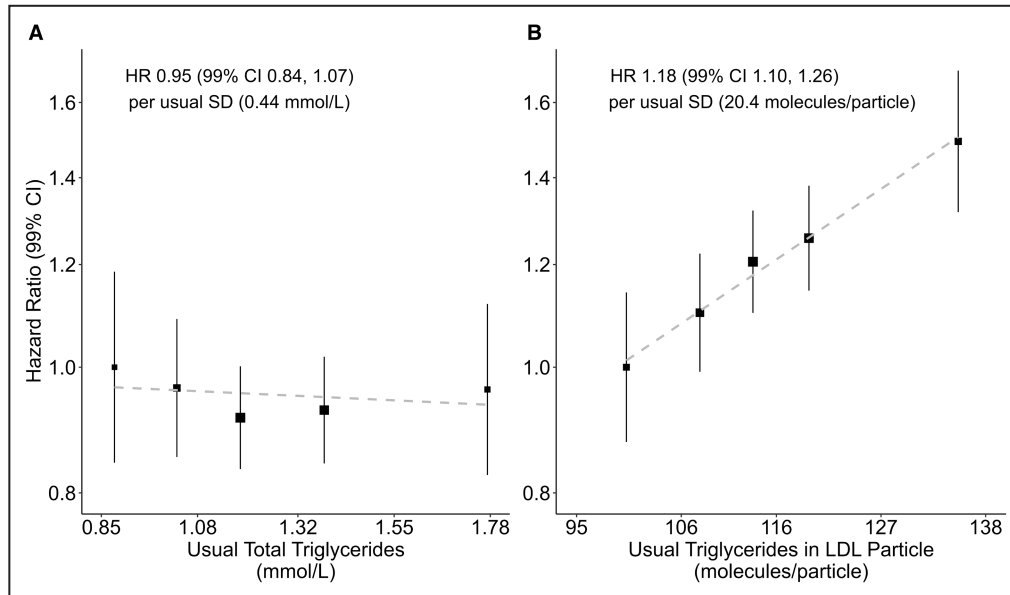 A
HR 0.95 (99% CI 0.84, 1.07)
per usual SD (0.44 mmol/L)
Hazard Ratio (99% CI)
1.6
1.4
1.2
1.0
0.8
0.85 1.08 1.32 1.55 1.78
Usual Total Triglycerides
(mmol/L)
B
HR 1.18 (99% CI 1.10, 1.26)
per usual SD (20.4 molecules/particle)
1.6
1.4
1.2
1.0
0.8
95 106 116 127 138
Usual Triglycerides in LDL Particle
(molecules/particle)